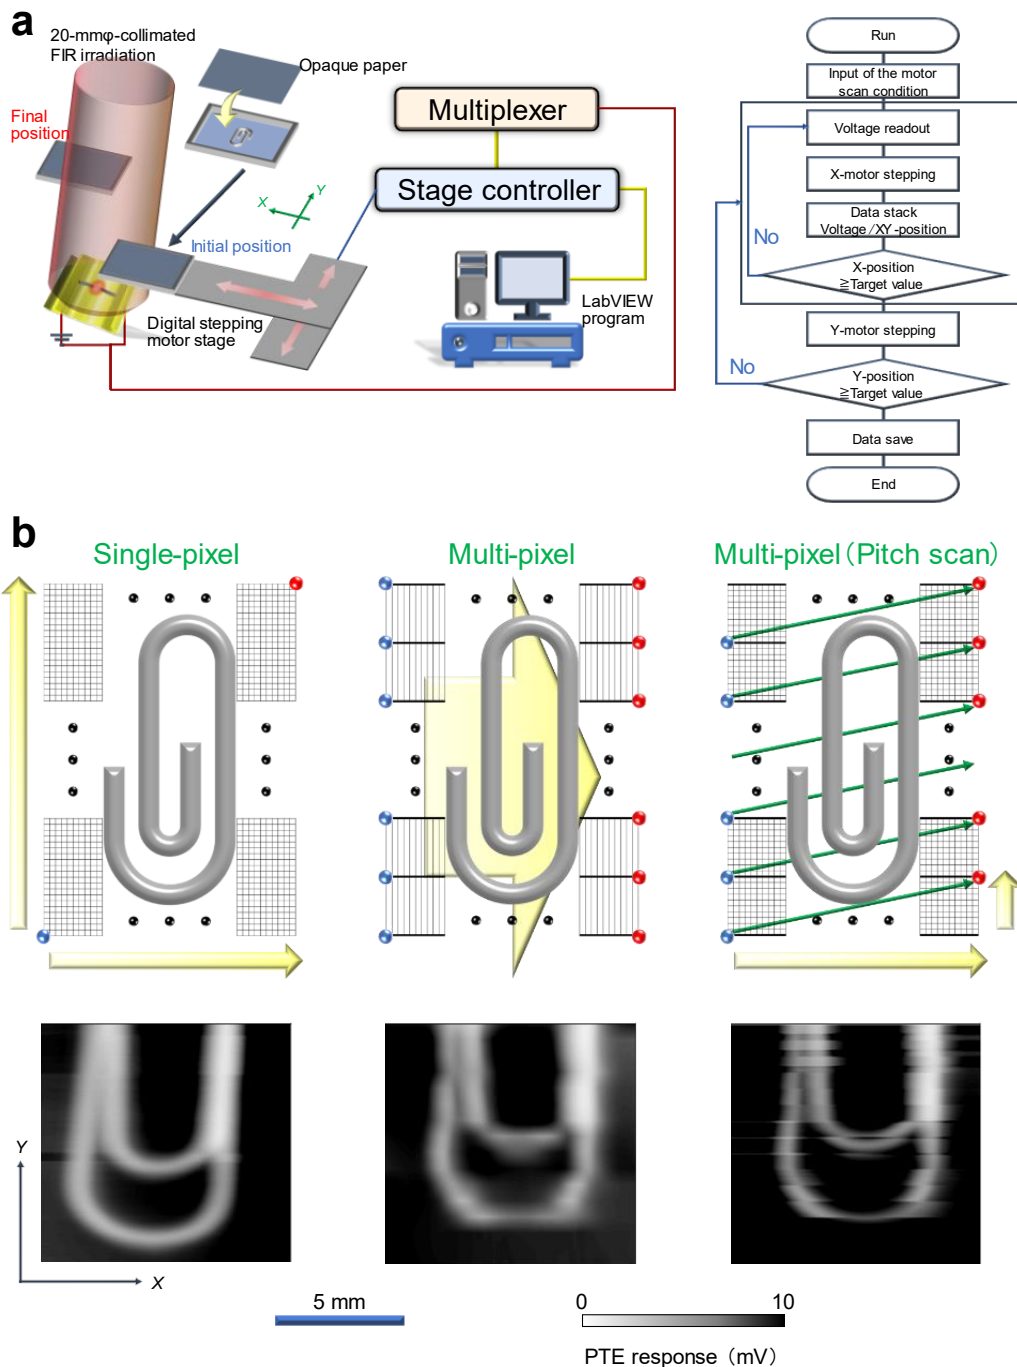 a
20-mmφ-collimated
FIR irradiation
Opaque paper
Final
position
Multiplexer
Stage controller
X
Y
Initial position
Digital stepping
motor stage
LabVIEW
program
Run
Input of the motor
scan condition
Voltage readout
X-motor stepping
Data stack
Voltage/XY-position
No
X-position
≧Target value
Y-motor stepping
No
Y-position
≧Target value
Data save
End
b
Single-pixel
Multi-pixel
Multi-pixel(Pitch scan)
Y
X
5 mm
0
10
PTE response (mV)